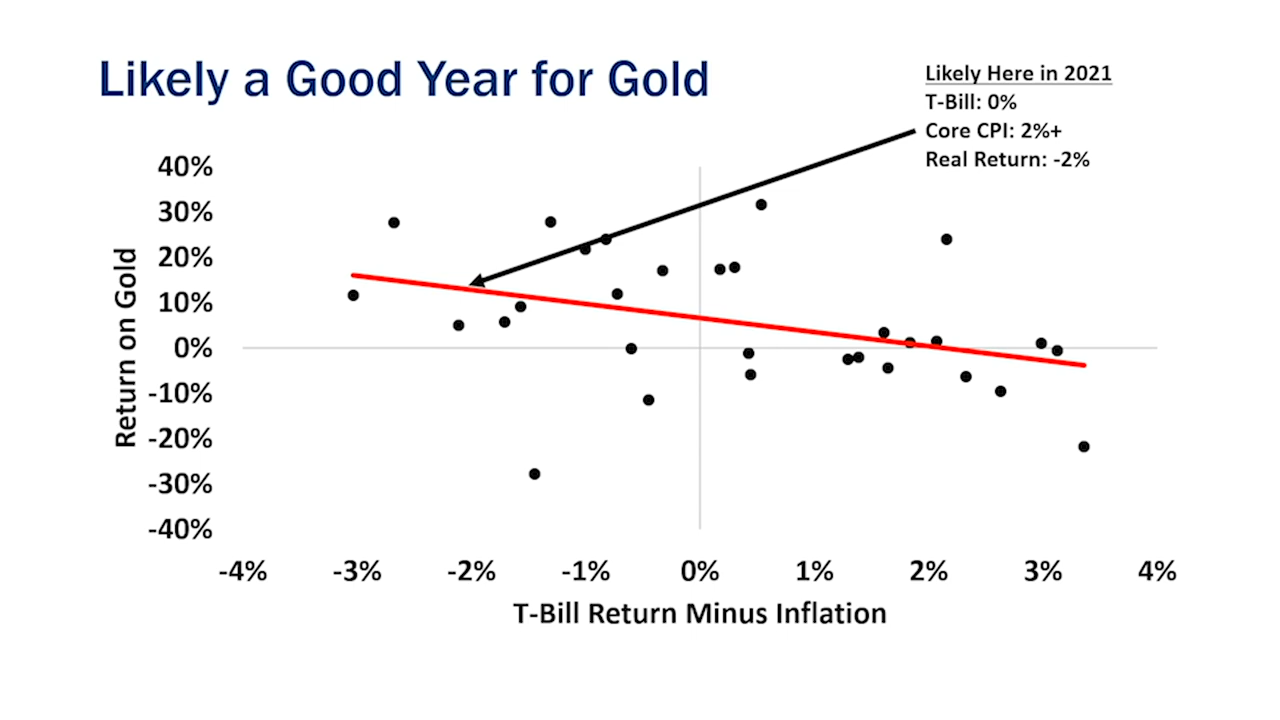 Likely a Good Year for Gold
Likely Here in 2021
T-Bill: 0%
Core CPI: 2%+
Real Return: -2%
Return on Gold
40%
30%
20%
10%
0%
-10%
-20%
-30%
-40%
-4% -3% -2% -1% 0% 1% 2% 3% 4%
T-Bill Return Minus Inflation